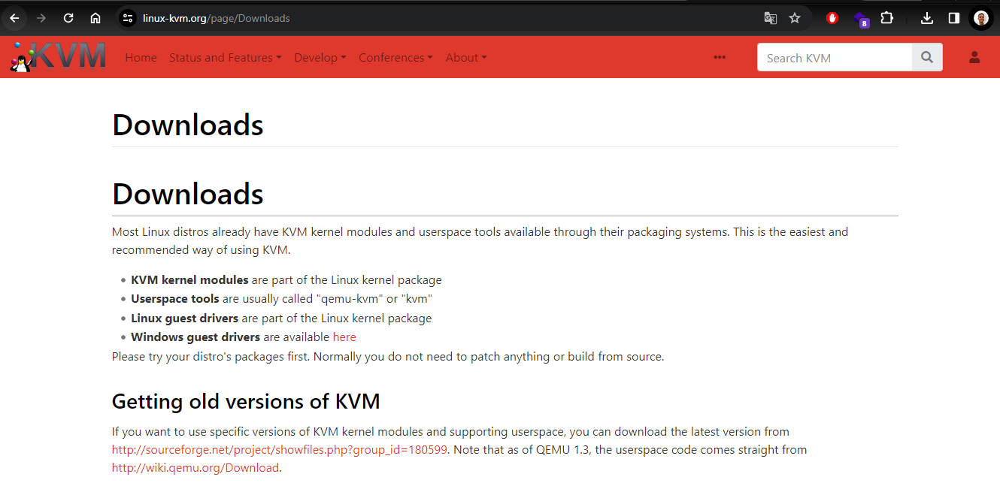 linux-kvm.org/page/Downloads
8
KVM Home Status and Features Develop Conferences About Search KVM
Downloads
Downloads
Most Linux distros already have KVM kernel modules and userspace tools available through their packaging systems. This is the easiest and
recommended way of using KVM.
KVM kernel modules are part of the Linux kernel package
Userspace tools are usually called "qemu-kvm" or "kvm"
Linux guest drivers are part of the Linux kernel package
Windows guest drivers are available here
Please try your distro's packages first. Normally you do not need to patch anything or build from source.
Getting old versions of KVM
If you want to use specific versions of KVM kernel modules and supporting userspace, you can download the latest version from
http://sourceforge.net/project/showfiles.php?group_id=180599. Note that as of QEMU 1.3, the userspace code comes straight from
http://wiki.qemu.org/Download.